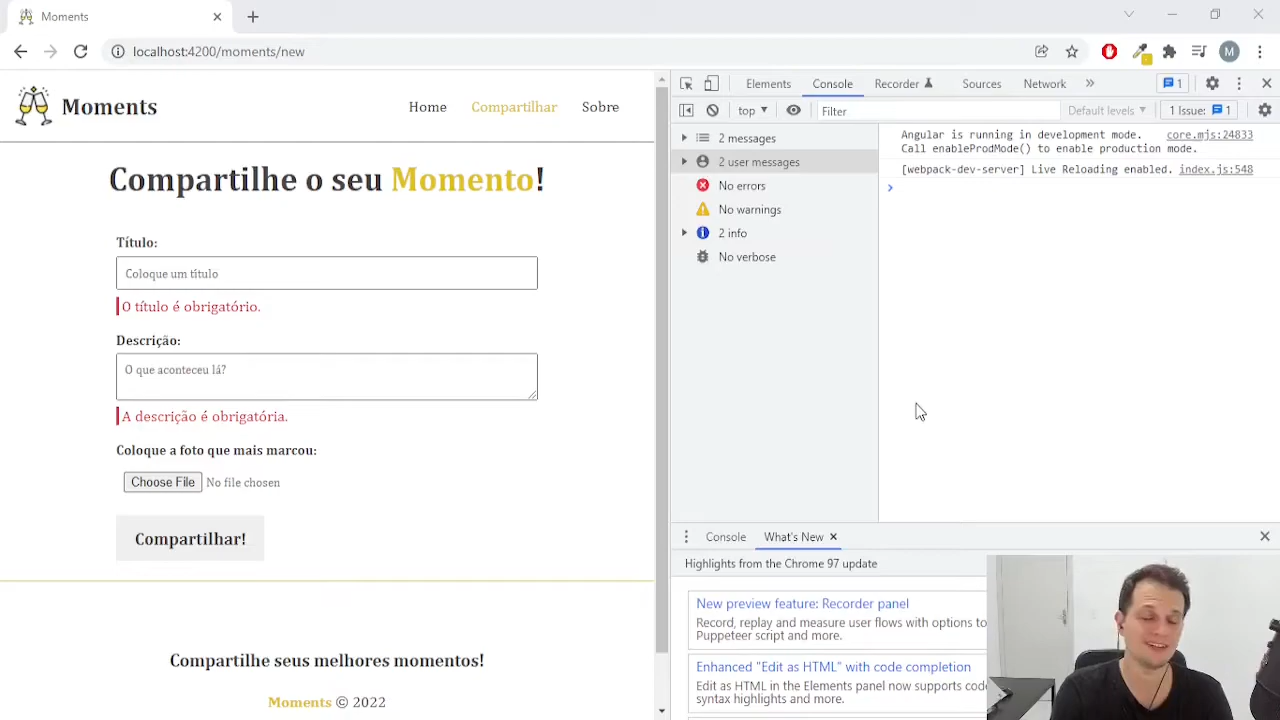 Moments
localhost:4200/moments/new
M
Moments
Home
Compartilhar
Sobre
Compartilhe o seu Momento!
Título:
Coloque um título
O título é obrigatório.
Descrição:
O que aconteceu lá?
A descrição é obrigatória.
Coloque a foto que mais marcou:
Choose File No file chosen
Compartilhar!
Compartilhe seus melhores momentos!
Moments © 2022
Elements
Console
Recorder
Sources
Network
1
top
Filter
Default levels
1 Issue: 1
2 messages
2 user messages
No errors
No warnings
2 info
No verbose
Angular is running in development mode. core.mjs:24833
Call enableProdMode() to enable production mode.
[webpack-dev-server] Live Reloading enabled. index.js:548
Console
What's New
Highlights from the Chrome 97 update
New preview feature: Recorder panel
Record, replay and measure user flows with options to
Puppeteer script and more.
Enhanced "Edit as HTML" with code completion
Edit as HTML in the Elements panel now supports cod
syntax highlights and more.